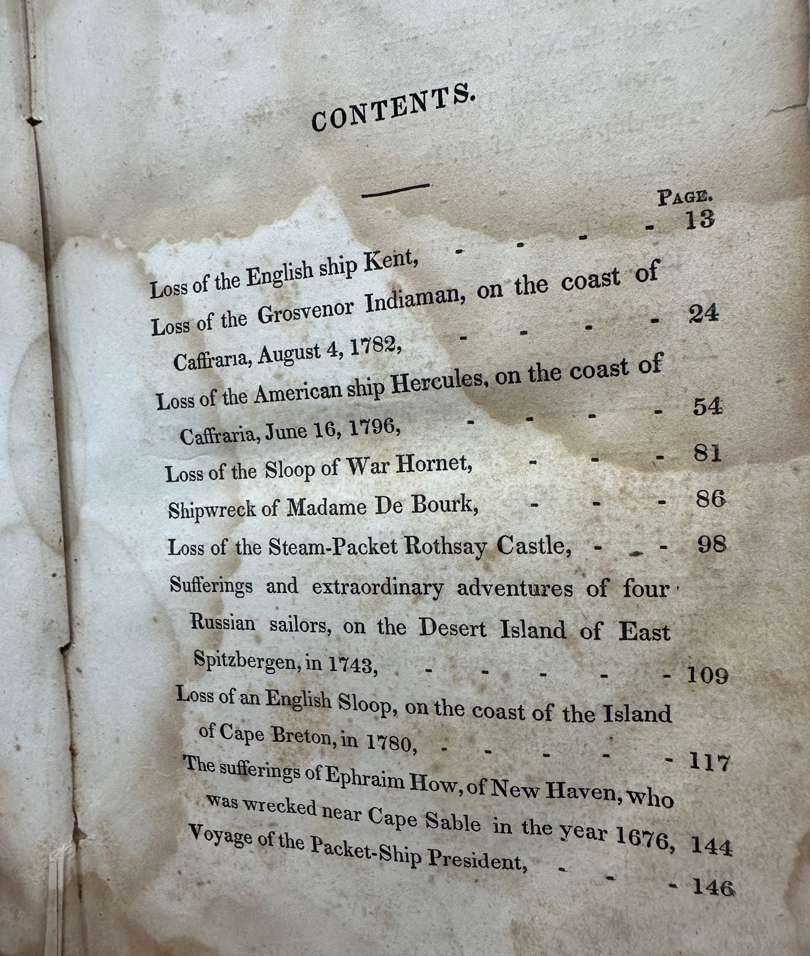 CONTENTS.
PAGE.
Loss of the English ship Kent, - - - - 13
Loss of the Grosvenor Indiaman, on the coast of
Caffraria, August 4, 1782, - - - - 24
Loss of the American ship Hercules, on the coast of
Caffraria, June 16, 1796, - - - - 54
Loss of the Sloop of War Hornet, - - - 81
Shipwreck of Madame De Bourk, - - - 86
Loss of the Steam-Packet Rothsay Castle, - - - 98
Sufferings and extraordinary adventures of four
Russian sailors, on the Desert Island of East
Spitzbergen, in 1743, - - - - - 109
Loss of an English Sloop, on the coast of the Island
of Cape Breton, in 1780, - - - - - 117
The sufferings of Ephraim How, of New Haven, who
was wrecked near Cape Sable in the year 1676, 144
Voyage of the Packet-Ship President, - - - 146